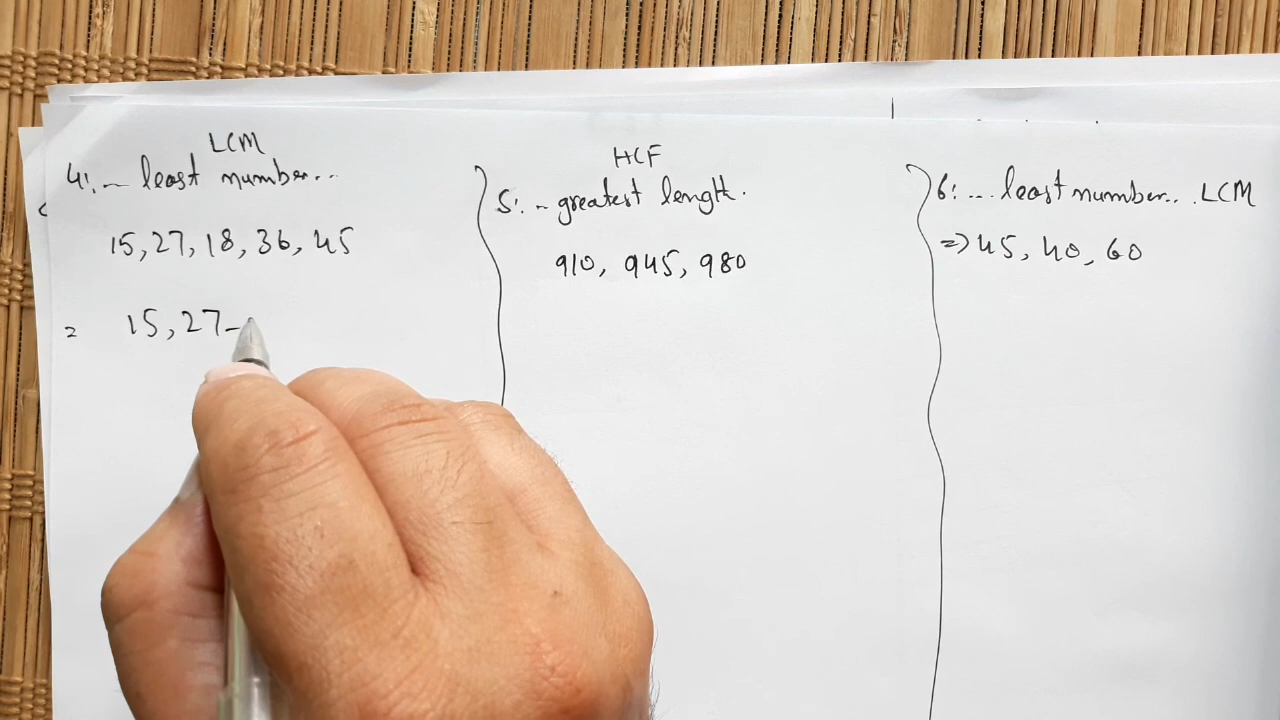 LCM
4:- least number...
15, 27, 18, 36, 45
= 15, 27-
HCF
5:- greatest length.
910, 945, 980
6:... least number... LCM
=> 45, 40, 60